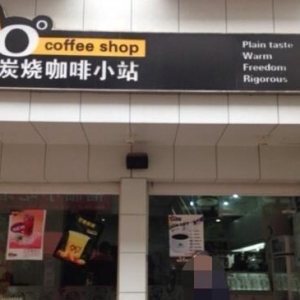 coffee shop
炭烧咖啡小站
Plain taste
Warm
Freedom
Rigorous